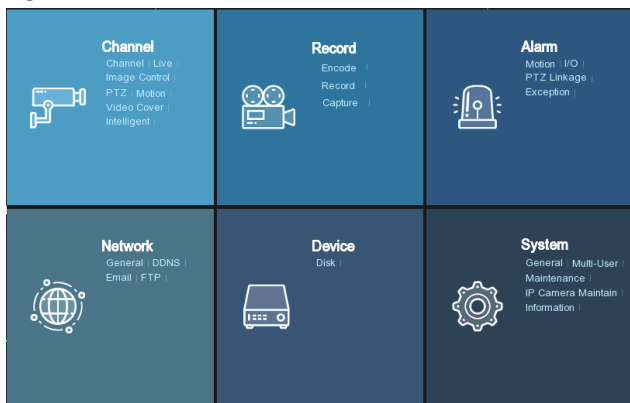 Channel
Channel | Live |
Image Control |
PTZ | Motion |
Video Cover |
Intelligent |
Record
Encode |
Record |
Capture |
Alarm
Motion | I/O |
PTZ Linkage |
Exception |
Network
General | DDNS |
Email | FTP |
Device
Disk |
System
General | Multi-User |
Maintenance |
IP Camera Maintain |
Information |